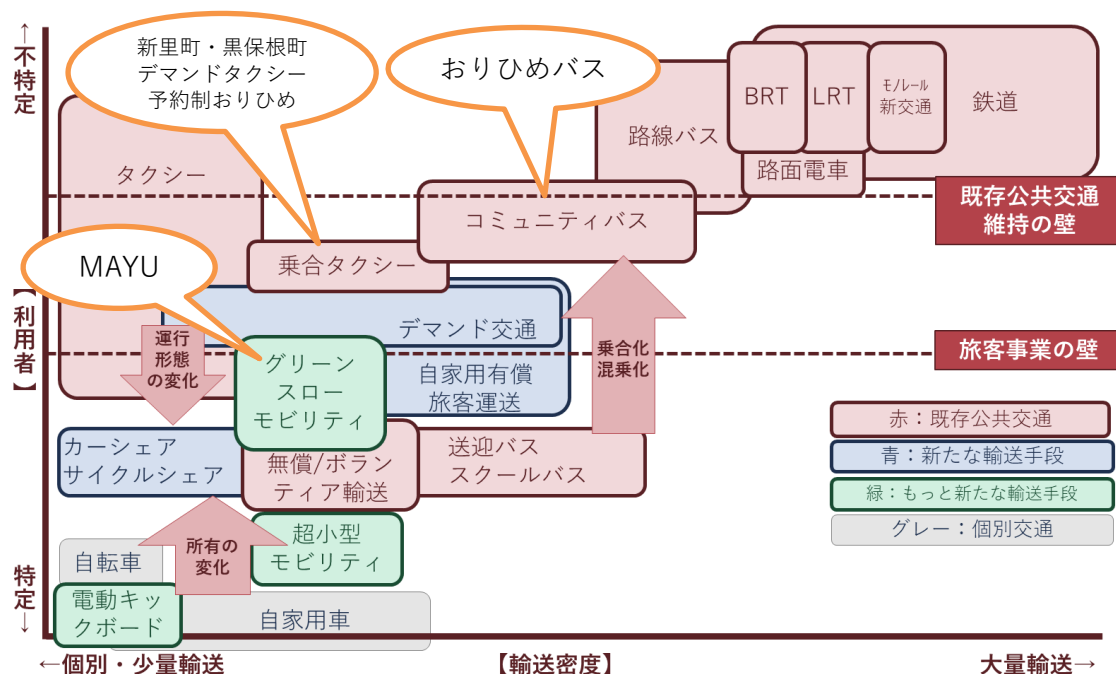 ↑不特定
【利用者】
特定↓
新里町・黒保根町
デマンドタクシー
予約制おりひめ
おりひめバス
MAYU
タクシー
乗合タクシー
コミュニティバス
路線バス
BRT
LRT
モノレール
新交通
鉄道
路面電車
既存公共交通
維持の壁
デマンド交通
運行
形態
の変化
グリーン
スロー
モビリティ
自家用有償
旅客運送
乗合化
混乗化
旅客事業の壁
カーシェア
サイクルシェア
無償/ボラン
ティア輸送
送迎バス
スクールバス
赤：既存公共交通
青：新たな輸送手段
緑：もっと新たな輸送手段
グレー：個別交通
所有の
変化
超小型
モビリティ
自転車
電動キッ
クボード
自家用車
←個別・少量輸送
【輸送密度】
大量輸送→